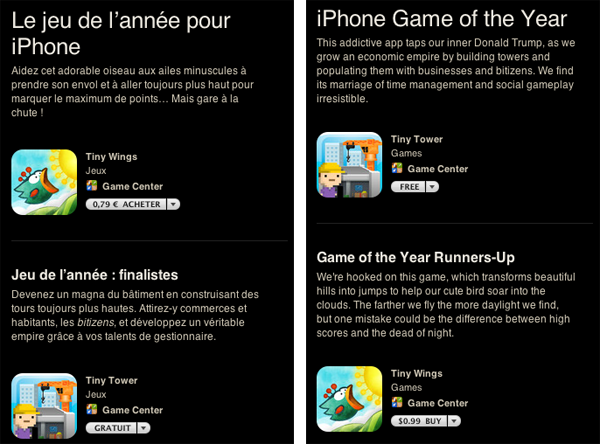 Le jeu de l'année pour
iPhone
Aidez cet adorable oiseau aux ailes minuscules à
prendre son envol et à aller toujours plus haut pour
marquer le maximum de points… Mais gare à la
chute !
Tiny Wings
Jeux
Game Center
0,79 € ACHETER
Jeu de l'année : finalistes
Devenez un magna du bâtiment en construisant des
tours toujours plus hautes. Attirez-y commerces et
habitants, les bitizens, et développez un véritable
empire grâce à vos talents de gestionnaire.
Tiny Tower
Jeux
Game Center
GRATUIT
iPhone Game of the Year
This addictive app taps our inner Donald Trump, as we
grow an economic empire by building towers and
populating them with businesses and bitizens. We find
its marriage of time management and social gameplay
irresistible.
Tiny Tower
Games
Game Center
FREE
Game of the Year Runners-Up
We're hooked on this game, which transforms beautiful
hills into jumps to help our cute bird soar into the
clouds. The farther we fly the more daylight we find,
but one mistake could be the difference between high
scores and the dead of night.
Tiny Wings
Games
Game Center
$0.99 BUY